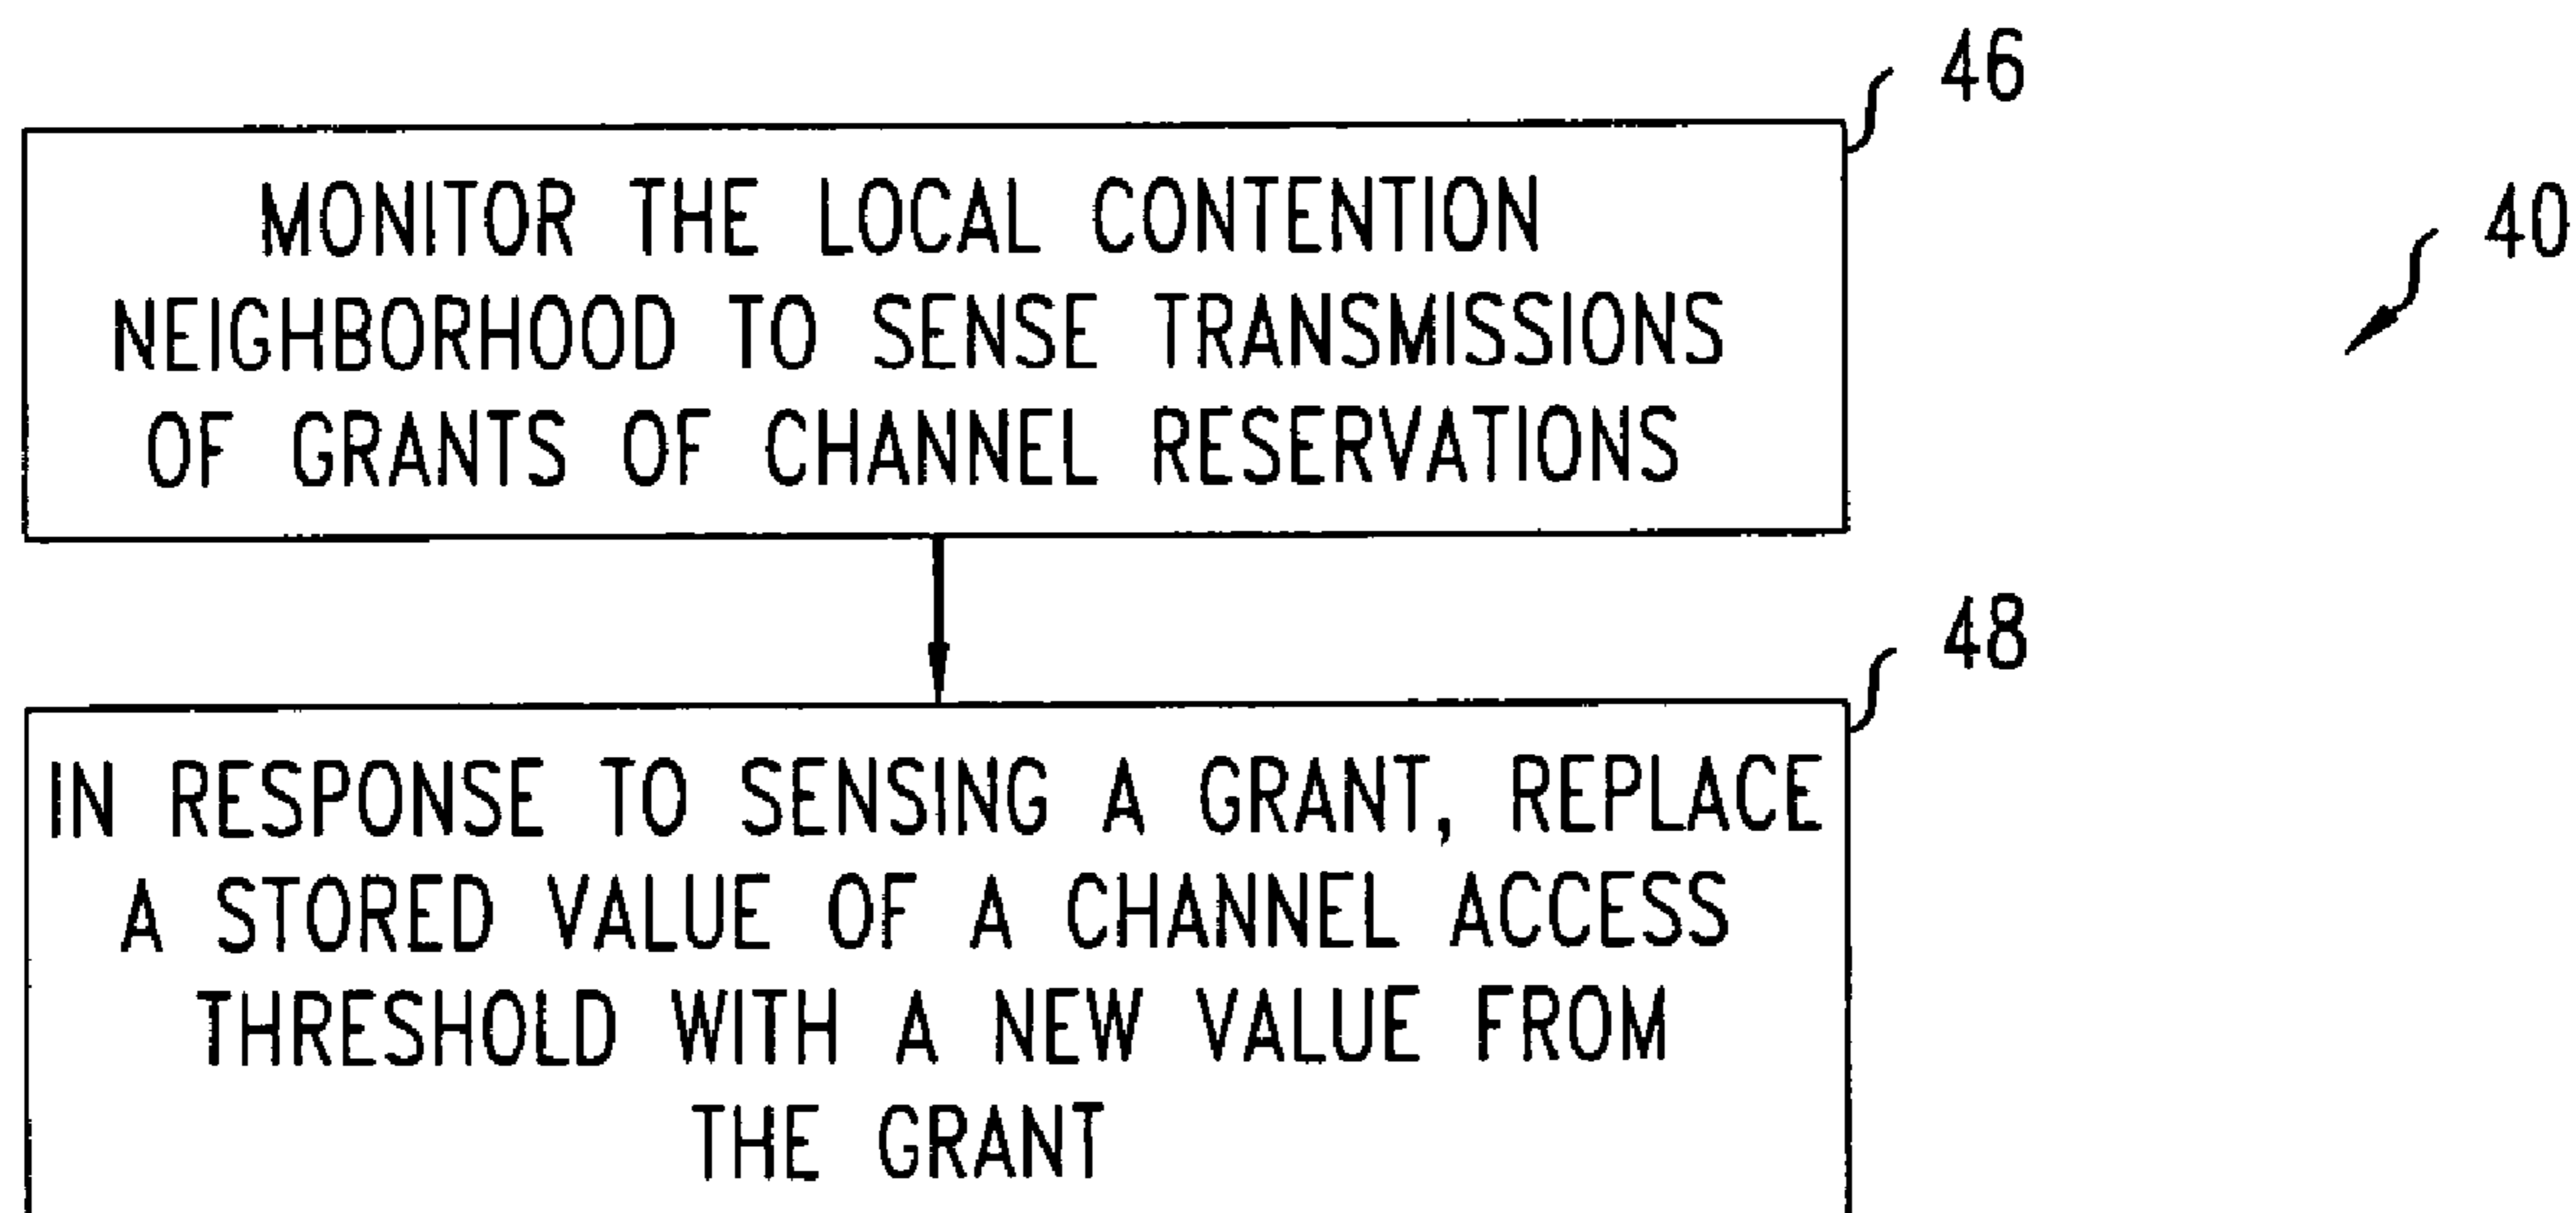 46
MONITOR THE LOCAL CONTENTION
NEIGHBORHOOD TO SENSE TRANSMISSIONS
OF GRANTS OF CHANNEL RESERVATIONS
40
48
IN RESPONSE TO SENSING A GRANT, REPLACE
A STORED VALUE OF A CHANNEL ACCESS
THRESHOLD WITH A NEW VALUE FROM
THE GRANT